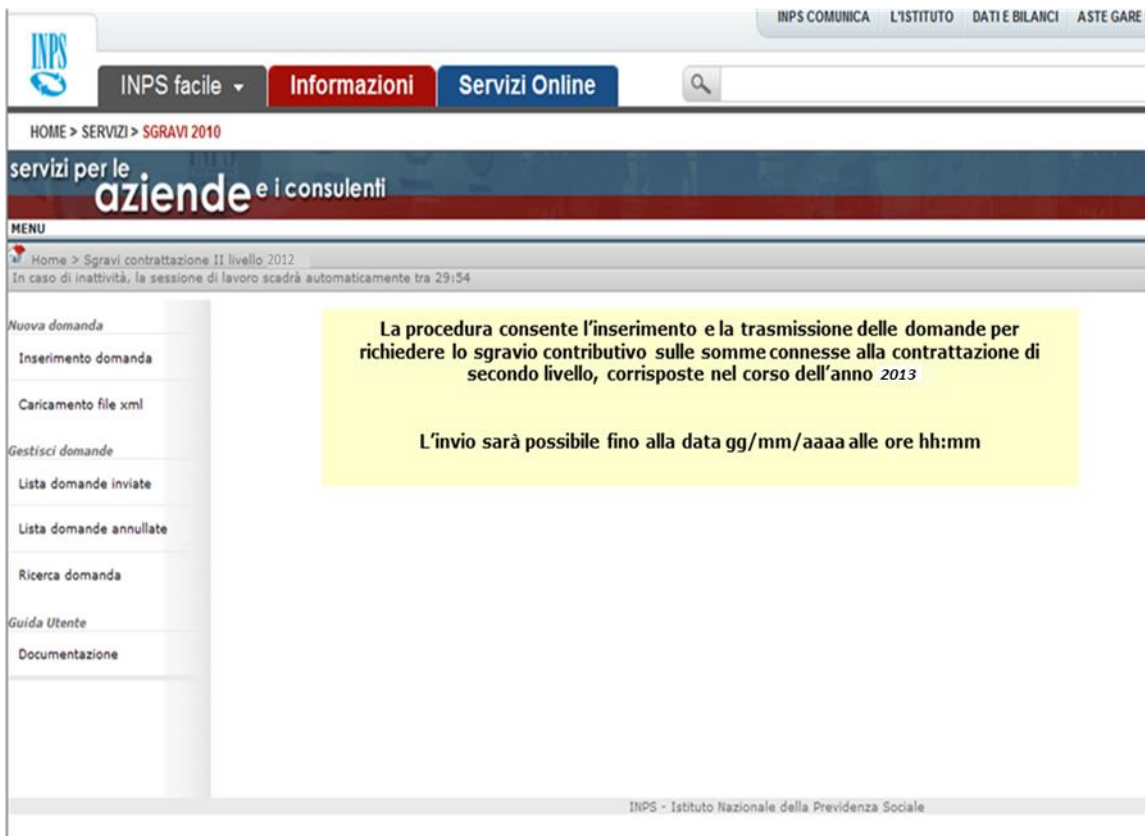 INPS COMUNICA L'ISTITUTO DATI E BILANCI ASTE GARE
INPS
INPS facile Informazioni Servizi Online
HOME > SERVIZI > SGRAVI 2010
servizi per le
aziende e i consulenti
MENU
Home > Sgravi contrattazione II livello 2012
In caso di inattività, la sessione di lavoro scadrà automaticamente tra 29:54
Nuova domanda
Inserimento domanda
Caricamento file xml
Gestisci domande
Lista domande inviate
Lista domande annullate
Ricerca domanda
Guida Utente
Documentazione
La procedura consente l'inserimento e la trasmissione delle domande per
richiedere lo sgravio contributivo sulle somme connesse alla contrattazione di
secondo livello, corrisposte nel corso dell'anno 2013
L'invio sarà possibile fino alla data gg/mm/aaaa alle ore hh:mm
INPS - Istituto Nazionale della Previdenza Sociale